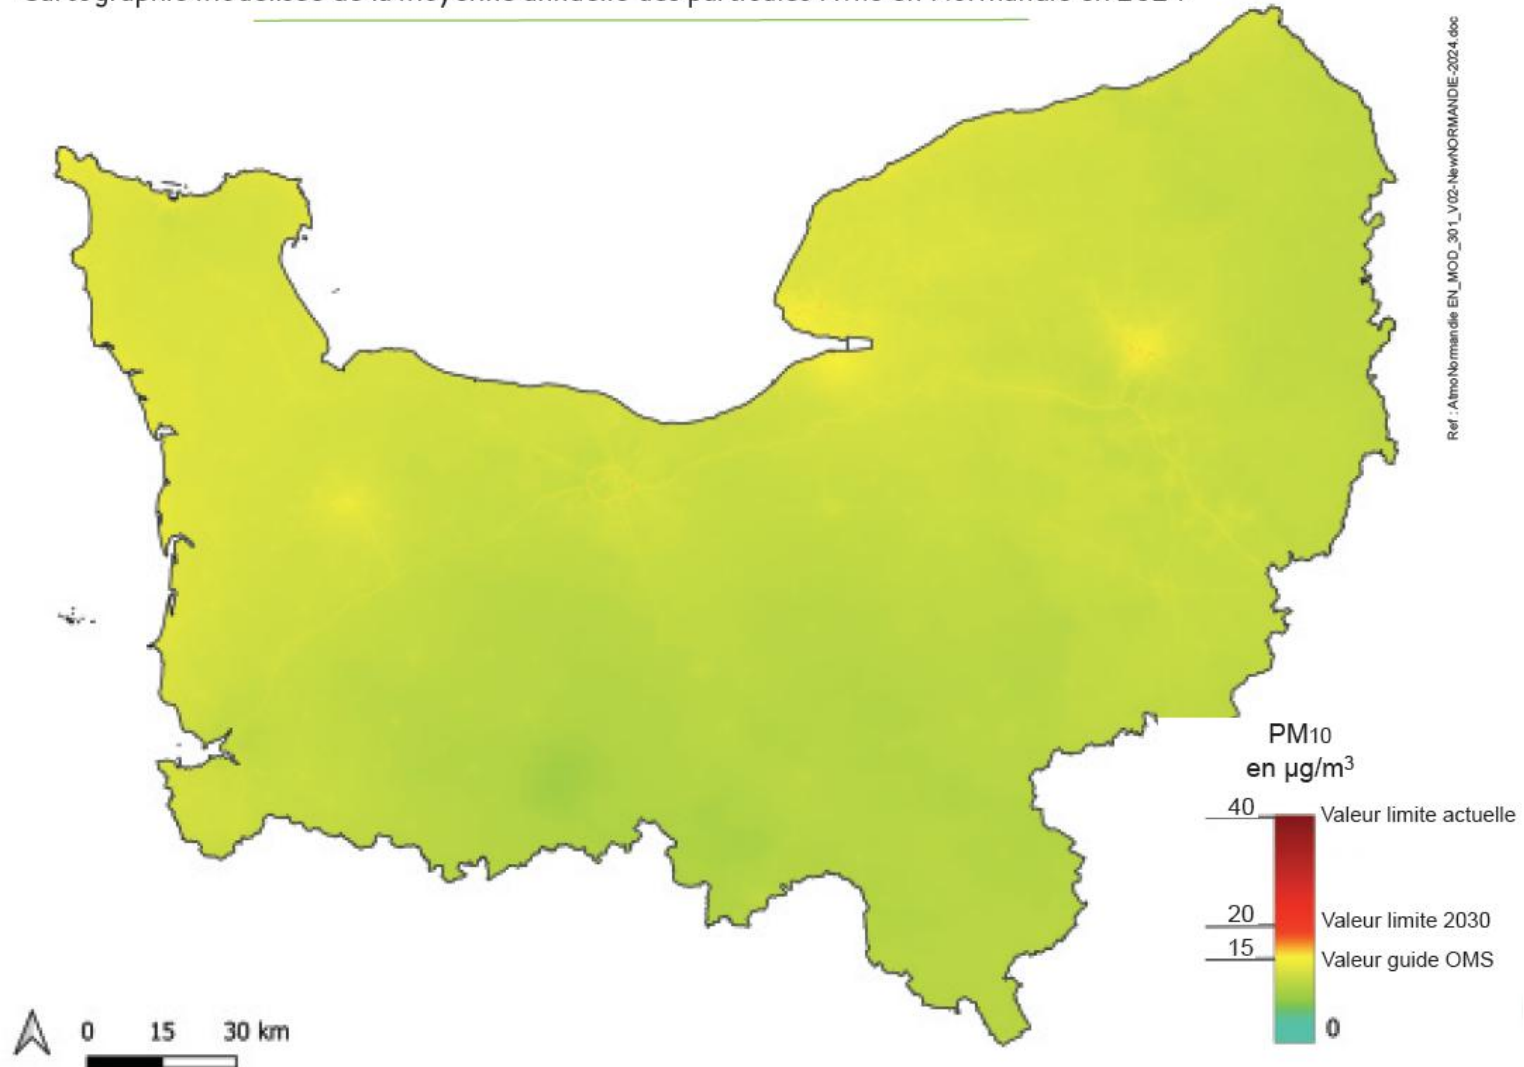 Cartographie modélisée de la moyenne annuelle des particules PM10 en Normandie en 2024
Ref : AtmoNormandie EN_MOD_301_V02-NewNORMANDIE-2024.doc
PM10
en µg/m³
40 Valeur limite actuelle
20 Valeur limite 2030
15 Valeur guide OMS
0
0 15 30 km